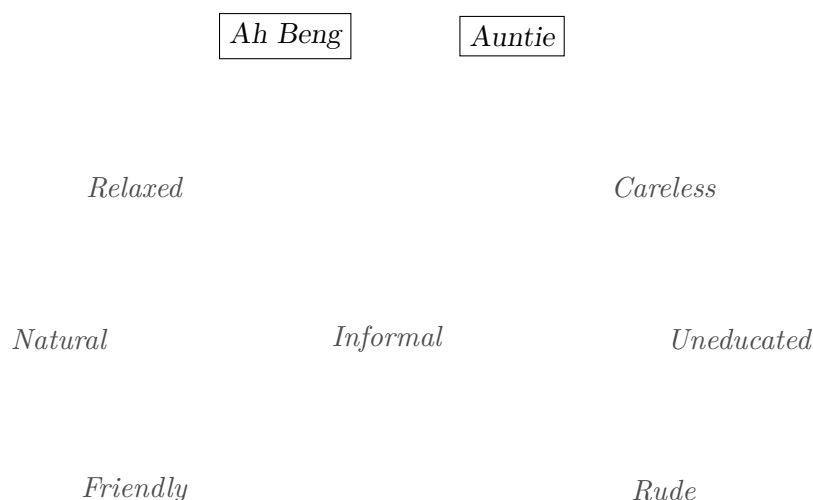 Ah Beng Auntie
Relaxed Careless
Natural Informal Uneducated
Friendly Rude